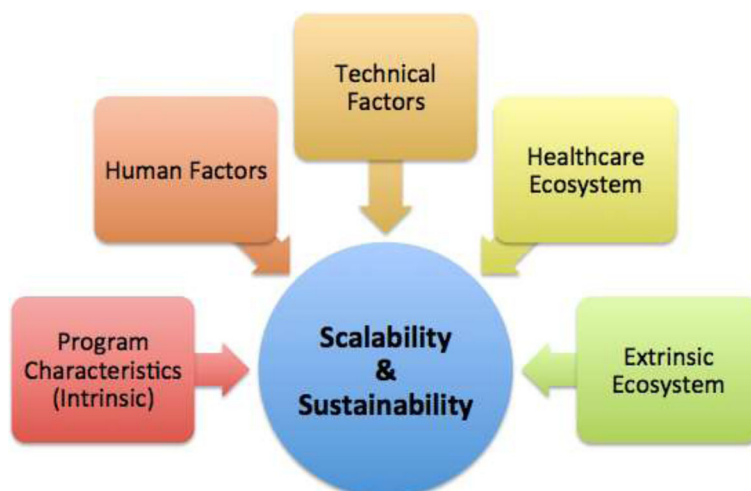 Technical
Factors
Human Factors
Healthcare
Ecosystem
Program
Characteristics
(Intrinsic)
Scalability
&
Sustainability
Extrinsic
Ecosystem